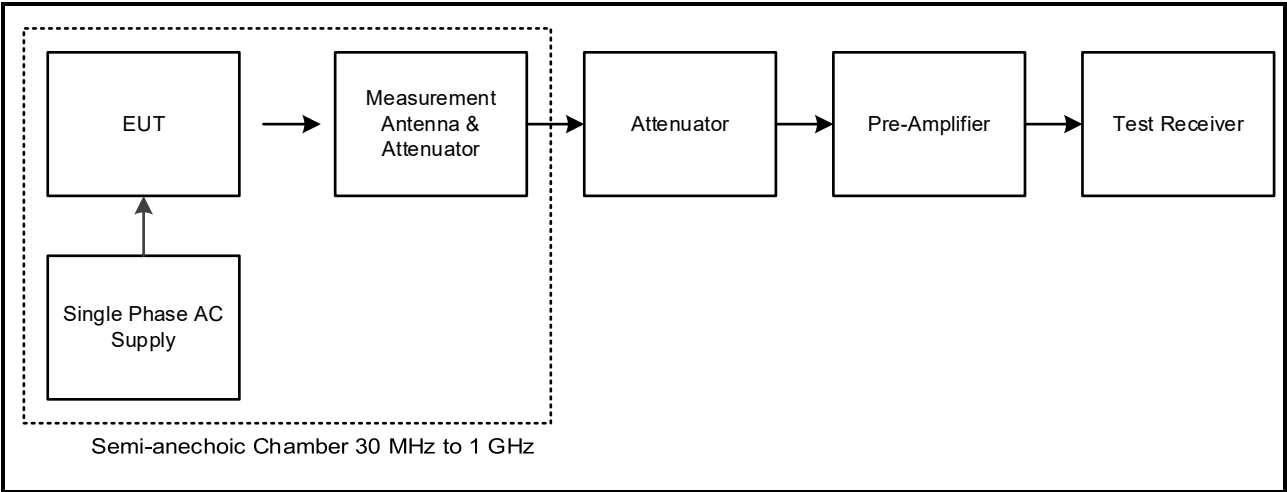 EUT
Measurement
Antenna &
Attenuator
Attenuator
Pre-Amplifier
Test Receiver
Single Phase AC
Supply
Semi-anechoic Chamber 30 MHz to 1 GHz